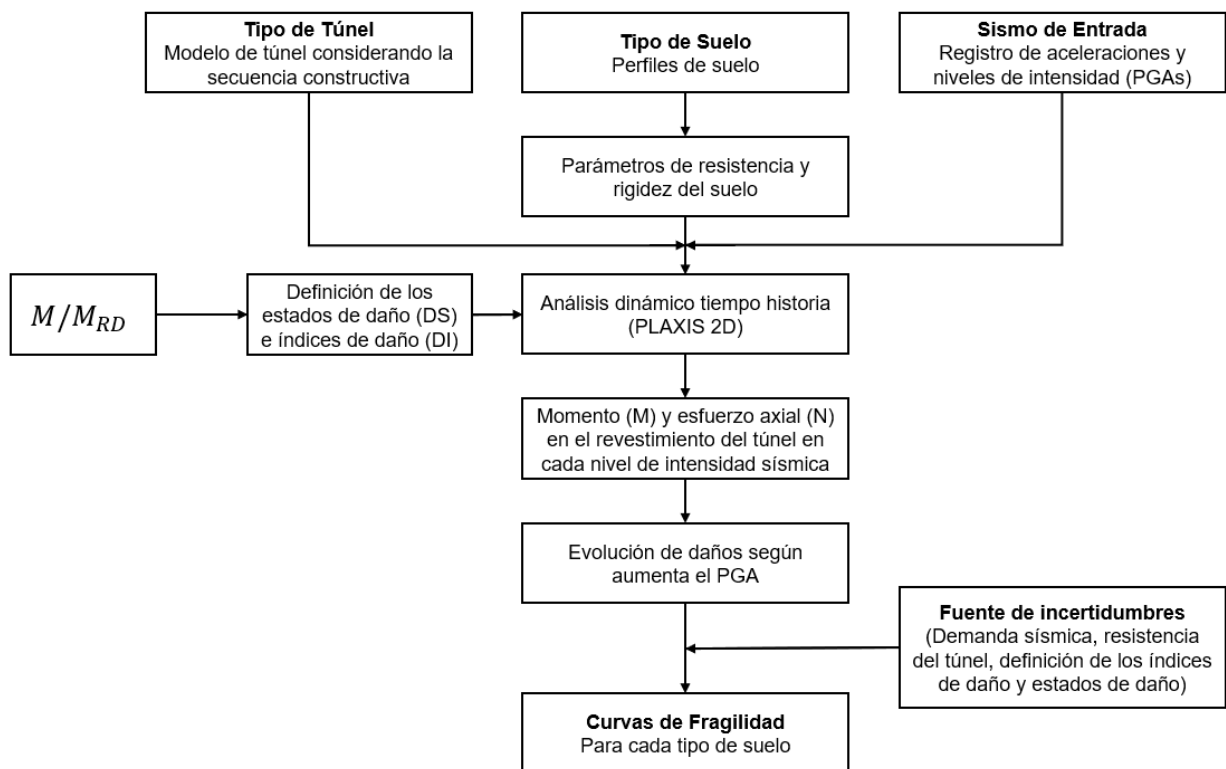 Tipo de Túnel
Modelo de túnel considerando la
secuencia constructiva
Tipo de Suelo
Perfiles de suelo
Sismo de Entrada
Registro de aceleraciones y
niveles de intensidad (PGAs)
Parámetros de resistencia y
rigidez del suelo
M/M_{RD}
Definición de los
estados de daño (DS)
e índices de daño (DI)
Análisis dinámico tiempo historia
(PLAXIS 2D)
Momento (M) y esfuerzo axial (N)
en el revestimiento del túnel en
cada nivel de intensidad sísmica
Evolución de daños según
aumenta el PGA
Fuente de incertidumbres
(Demanda sísmica, resistencia
del túnel, definición de los índices
de daño y estados de daño)
Curvas de Fragilidad
Para cada tipo de suelo